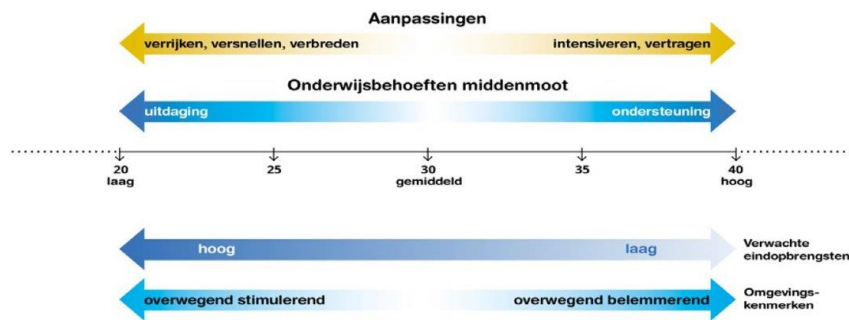 Aanpassingen
verrijken, versnellen, verbreden intensiveren, vertragen
Onderwijsbehoeften middenmoot
uitdaging ondersteuning
20 25 30 35 40
laag gemiddeld hoog
hoog laag Verwachte
eindopbrengsten
overwegend stimulerend overwegend belemmerend Omgevings-
kenmerken